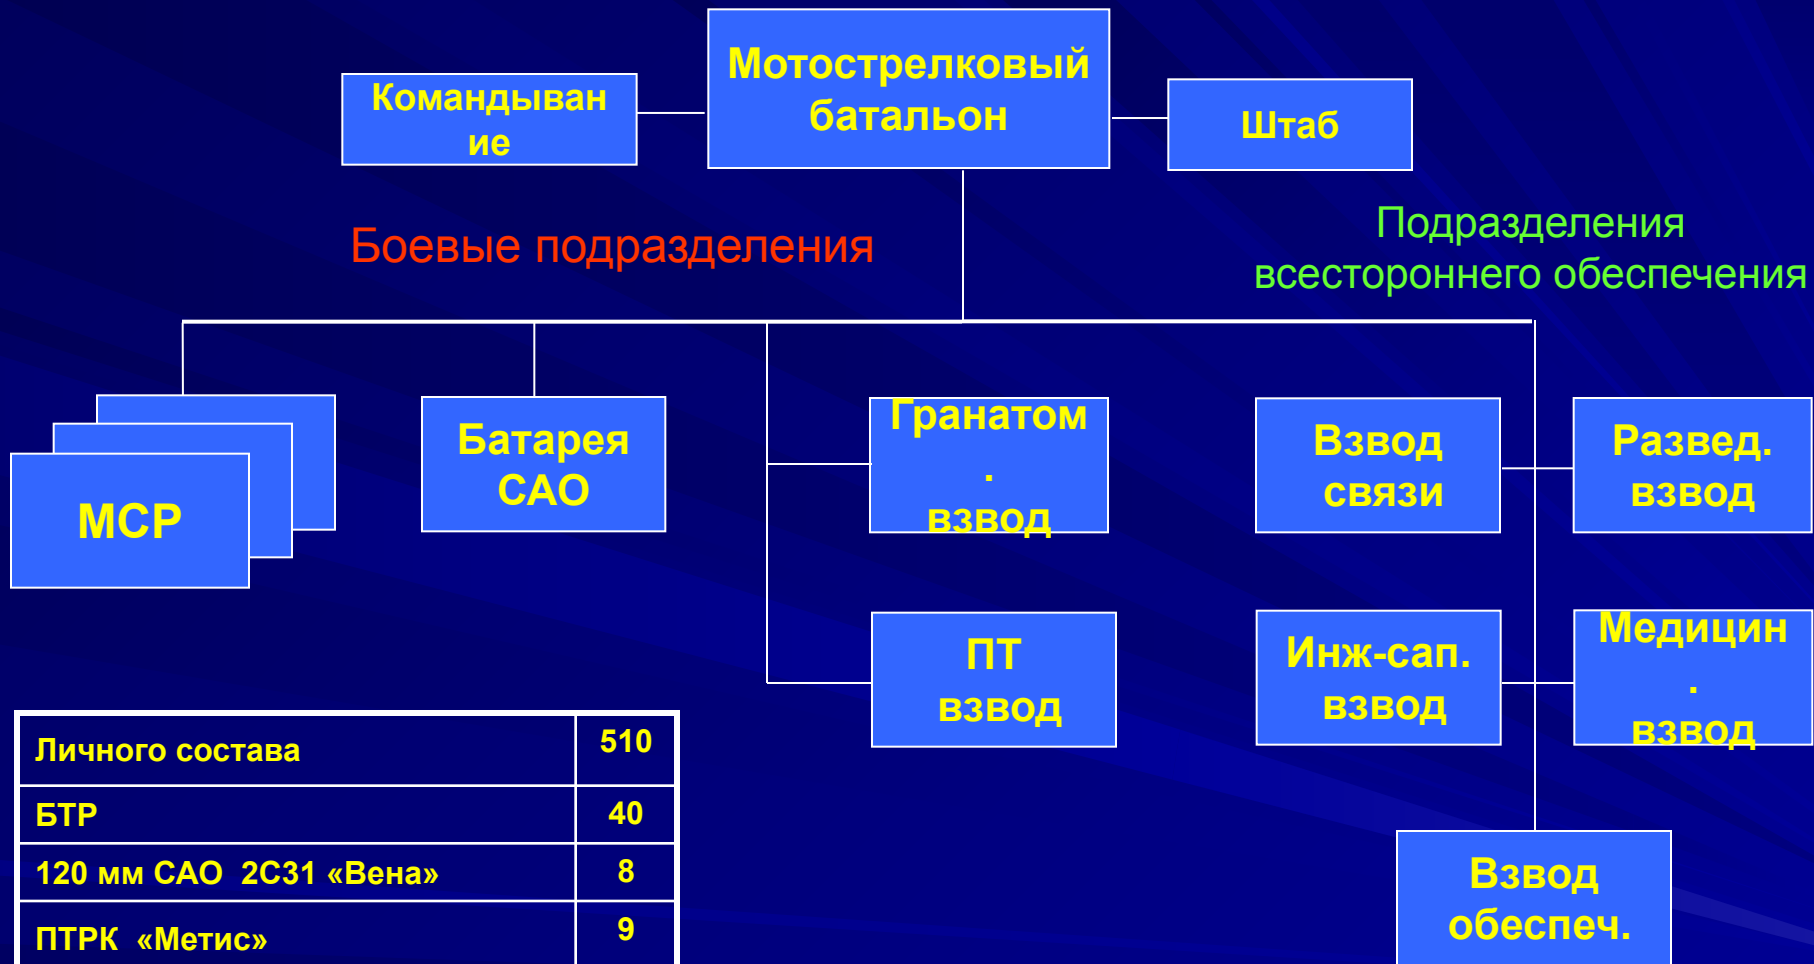 Мотострелковый
батальон
Командыван
ие
Штаб
Боевые подразделения
Подразделения
всестороннего обеспечения
МСР
Батарея
САО
Гранатом
.
взвод
Взвод
связи
Развед.
взвод
ПТ
взвод
Инж-сап.
взвод
Медицин
.
взвод
Взвод
обеспеч.
Личного состава 510
БТР 40
120 мм САО 2С31 «Вена» 8
ПТРК «Метис» 9